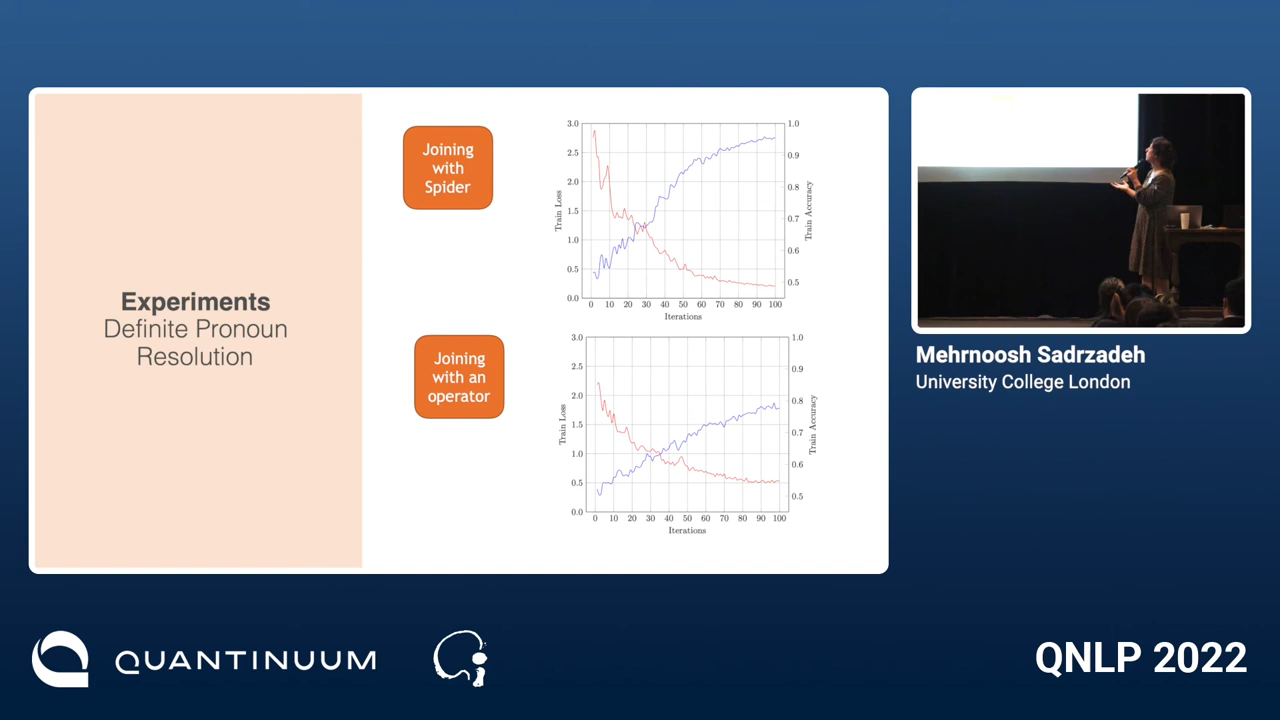 Experiments
Definite Pronoun
Resolution
Joining
with
Spider
3.0
2.5
2.0
1.5
1.0
0.5
0.0
Train Loss
1.0
0.9
0.8
0.7
0.6
0.5
Train Accuracy
0 10 20 30 40 50 60 70 80 90 100
Iterations
Joining
with an
operator
3.0
2.5
2.0
1.5
1.0
0.5
0.0
Train Loss
1.0
0.9
0.8
0.7
0.6
0.5
Train Accuracy
0 10 20 30 40 50 60 70 80 90 100
Iterations
Mehrnoosh Sadrzadeh
University College London
QUANTINUUM
QNLP 2022